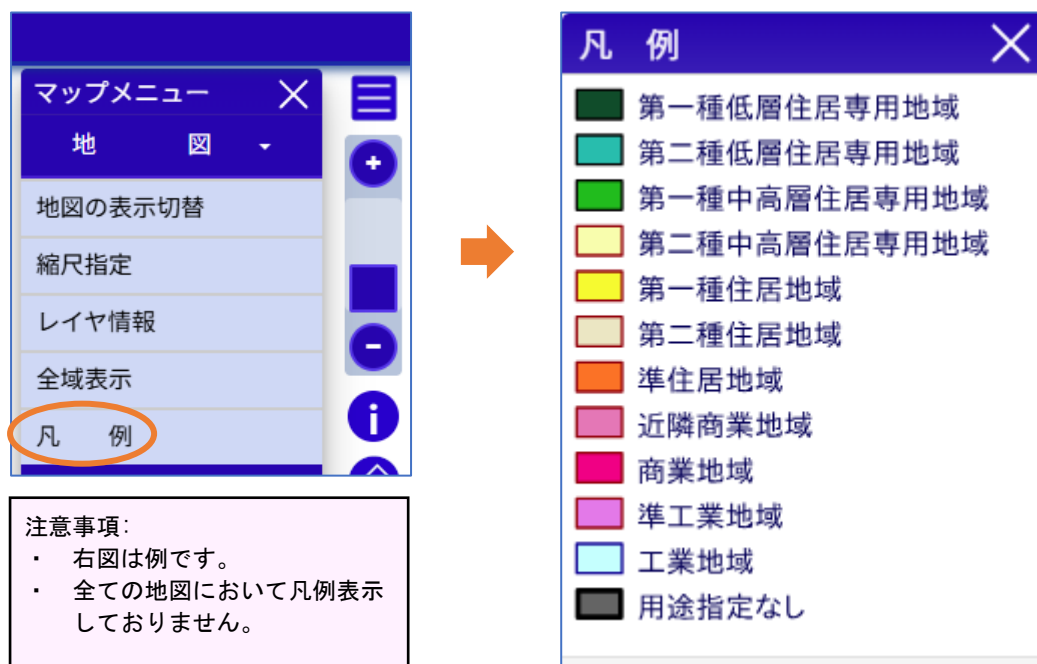 マップメニュー
地　　図
地図の表示切替
縮尺指定
レイヤ情報
全域表示
凡　例
注意事項：
・　右図は例です。
・　全ての地図において凡例表示
しておりません。
凡　例
第一種低層住居専用地域
第二種低層住居専用地域
第一種中高層住居専用地域
第二種中高層住居専用地域
第一種住居地域
第二種住居地域
準住居地域
近隣商業地域
商業地域
準工業地域
工業地域
用途指定なし